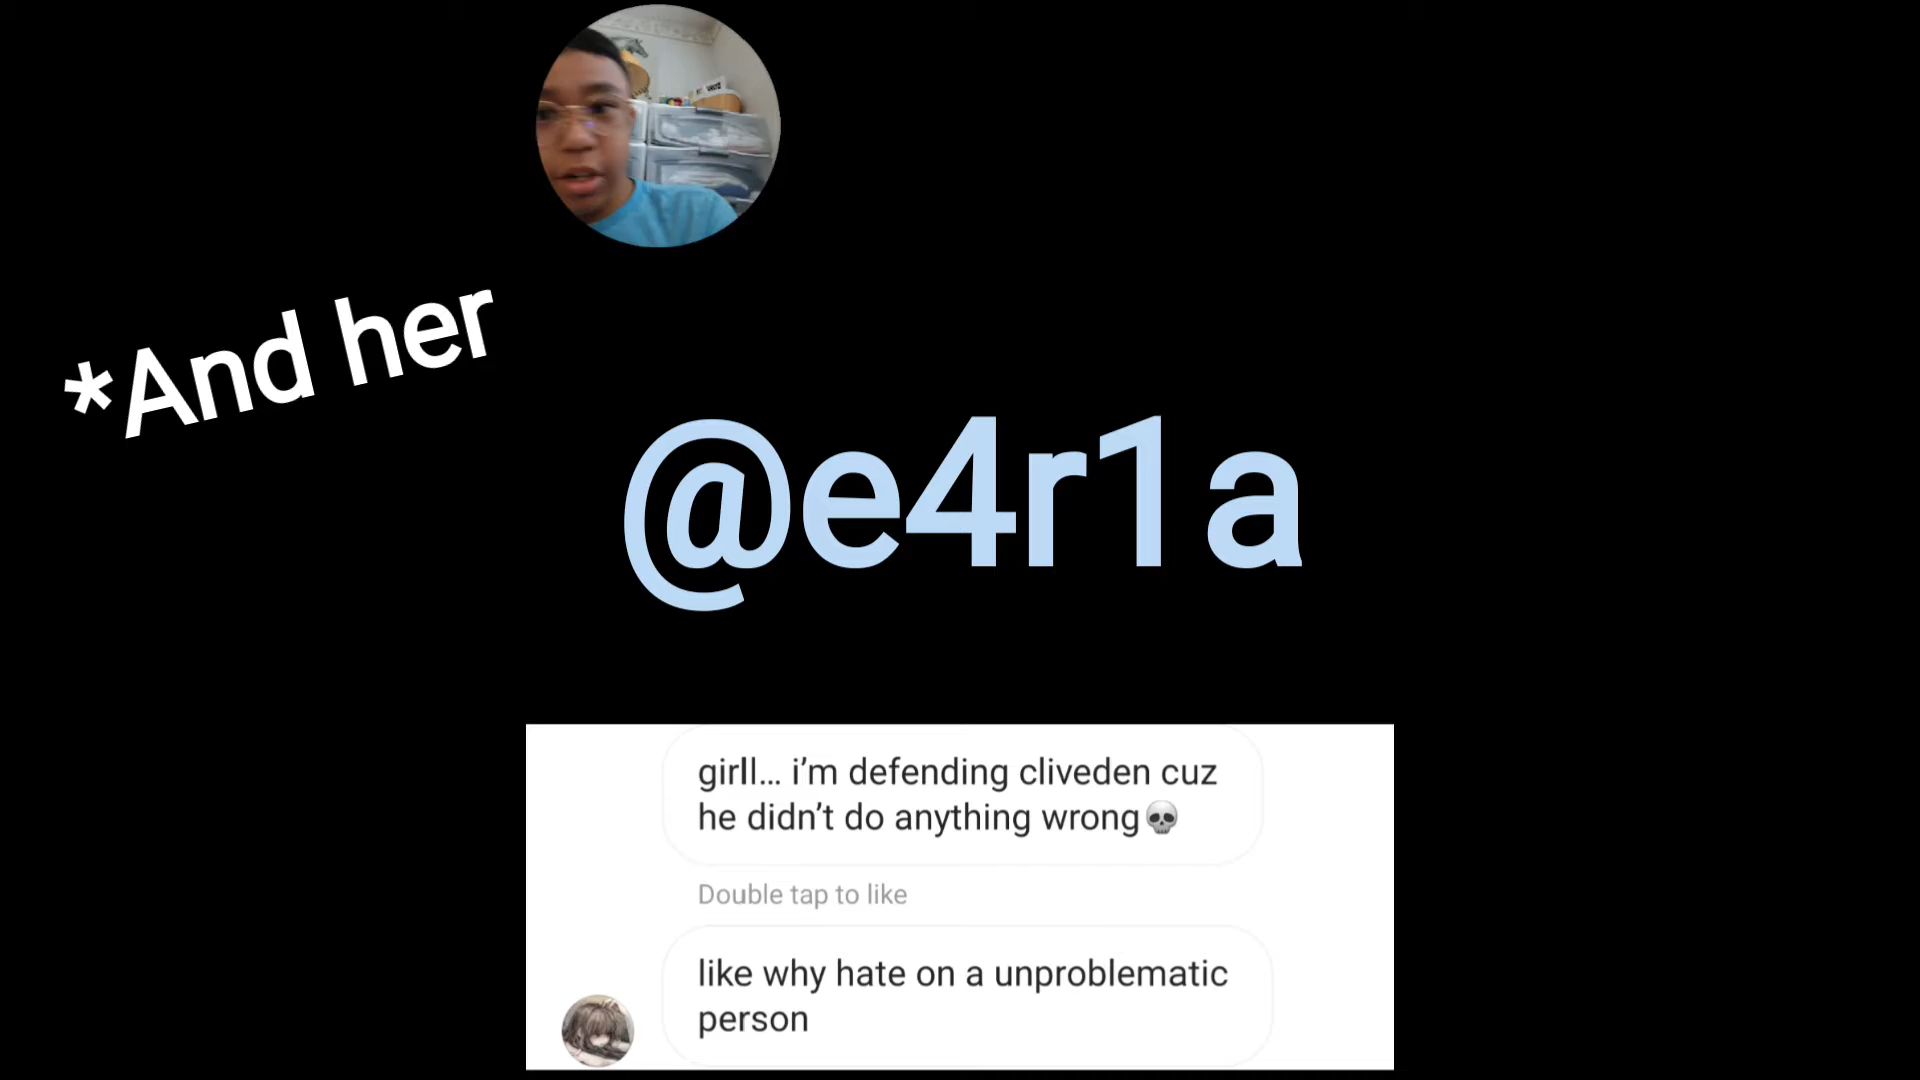 *And her
@e4r1a
girll... i’m defending cliveden cuz
he didn’t do anything wrong💀
Double tap to like
like why hate on a unproblematic
person